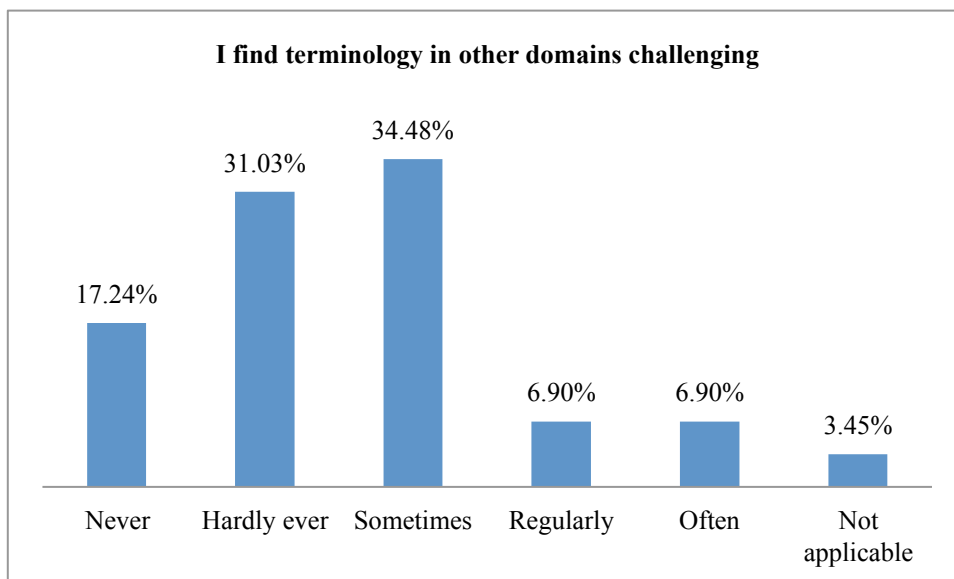 I find terminology in other domains challenging
34.48%
31.03%
17.24%
6.90% 6.90%
3.45%
Never Hardly ever Sometimes Regularly Often Not
applicable